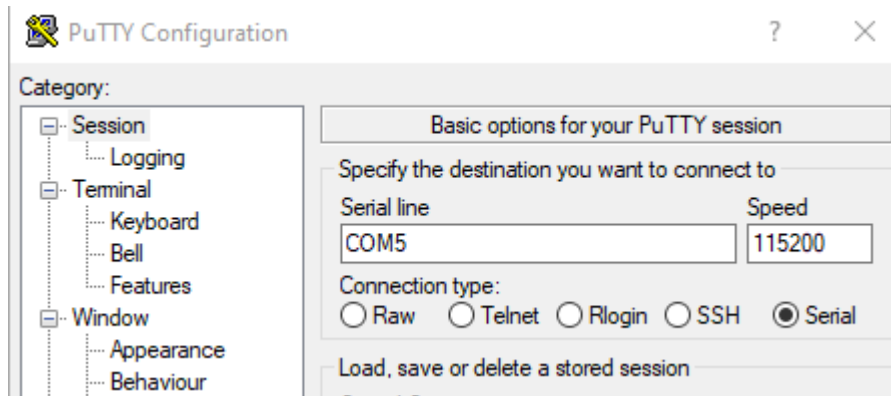 PuTTY Configuration
Category:
Session
Logging
Terminal
Keyboard
Bell
Features
Window
Appearance
Behaviour
Basic options for your PuTTY session
Specify the destination you want to connect to
Serial line Speed
COM5 115200
Connection type:
Raw Telnet Rlogin SSH Serial
Load, save or delete a stored session